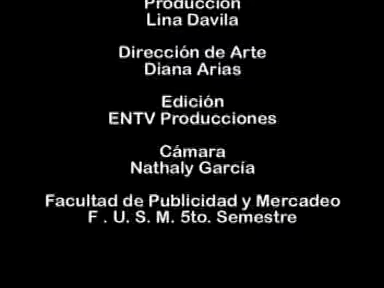 Producción
Lina Davila
Dirección de Arte
Diana Arias
Edición
ENTV Producciones
Cámara
Nathaly García
Facultad de Publicidad y Mercadeo
F . U. S. M. 5to. Semestre